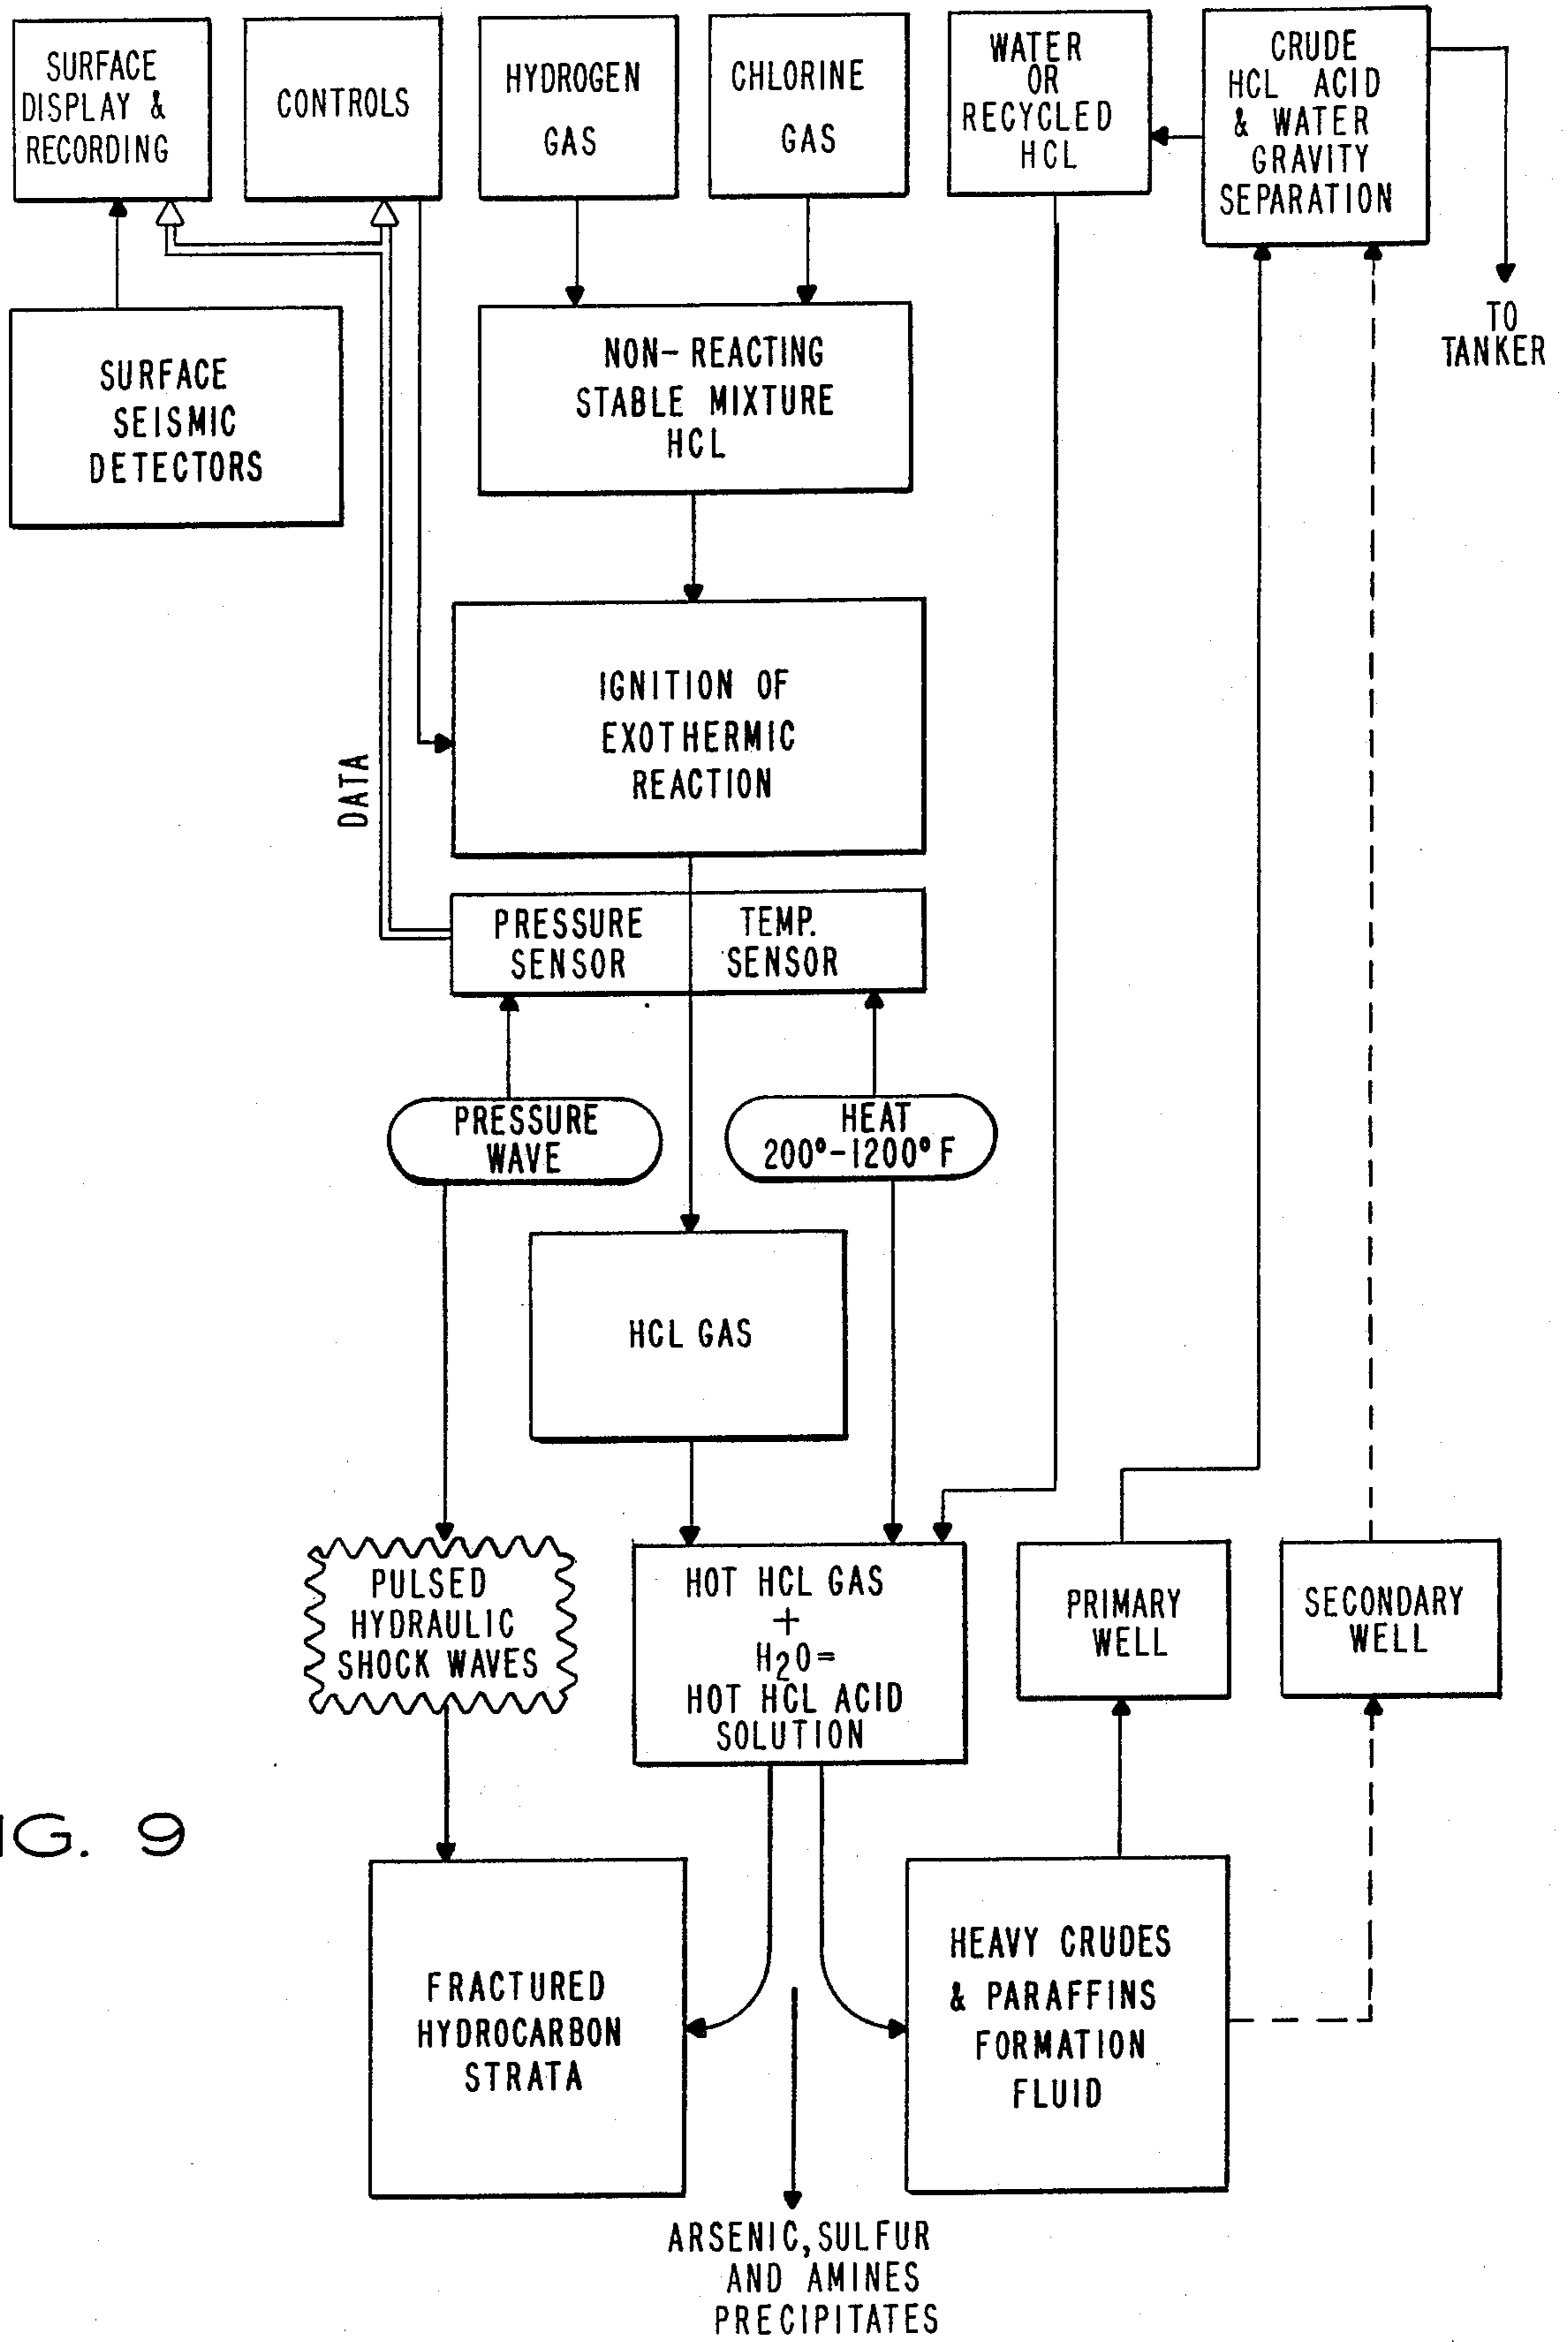 SURFACE
DISPLAY &
RECORDING
CONTROLS
HYDROGEN
GAS
CHLORINE
GAS
WATER
OR
RECYCLED
HCL
CRUDE
HCL ACID
& WATER
GRAVITY
SEPARATION
TO
TANKER
SURFACE
SEISMIC
DETECTORS
NON-REACTING
STABLE MIXTURE
HCL
IGNITION OF
EXOTHERMIC
REACTION
DATA
PRESSURE
SENSOR
TEMP.
SENSOR
PRESSURE
WAVE
HEAT
200°-1200°F
HCL GAS
PULSED
HYDRAULIC
SHOCK WAVES
HOT HCL GAS
+
H2O=
HOT HCL ACID
SOLUTION
PRIMARY
WELL
SECONDARY
WELL
IG. 9
FRACTURED
HYDROCARBON
STRATA
HEAVY CRUDES
& PARAFFINS
FORMATION
FLUID
ARSENIC, SULFUR
AND AMINES
PRECIPITATES